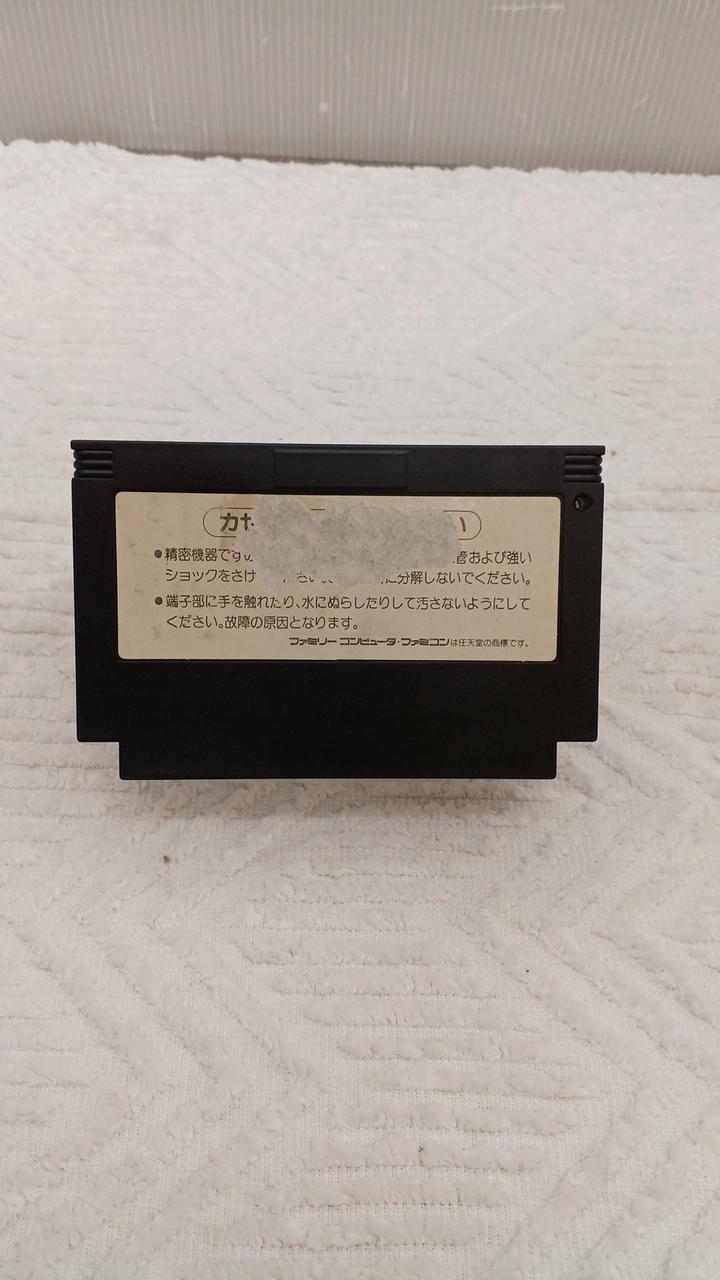 カセ い
●精密機器ですの 管および強い
ショックをさけ ださい。 に分解しないでください。
●端子部に手を触れたり、水にぬらしたりして汚さないようにして
ください。故障の原因となります。
ファミリー コンピュータ・ファミコンは任天堂の商標です。